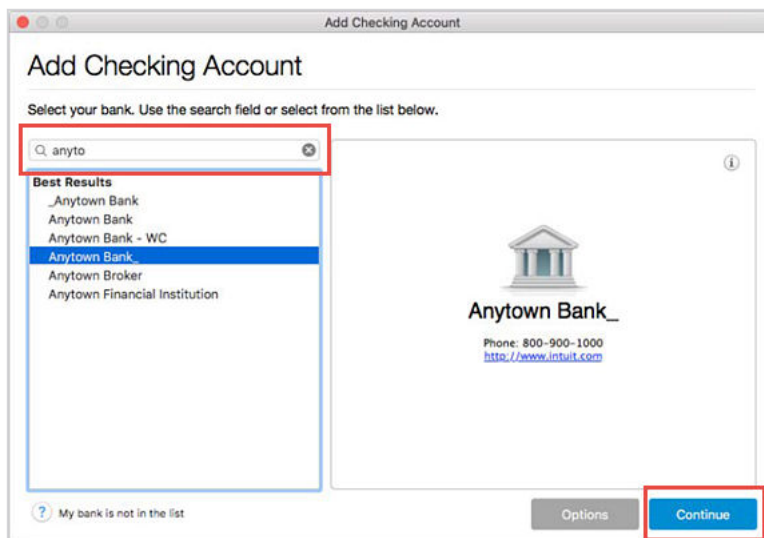 Add Checking Account
Add Checking Account
Select your bank. Use the search field or select from the list below.
anyto
Best Results
_Anytown Bank
Anytown Bank
Anytown Bank - WC
Anytown Bank_
Anytown Broker
Anytown Financial Institution
Anytown Bank_
Phone: 800-900-1000
http://www.intuit.com
? My bank is not in the list
Options
Continue